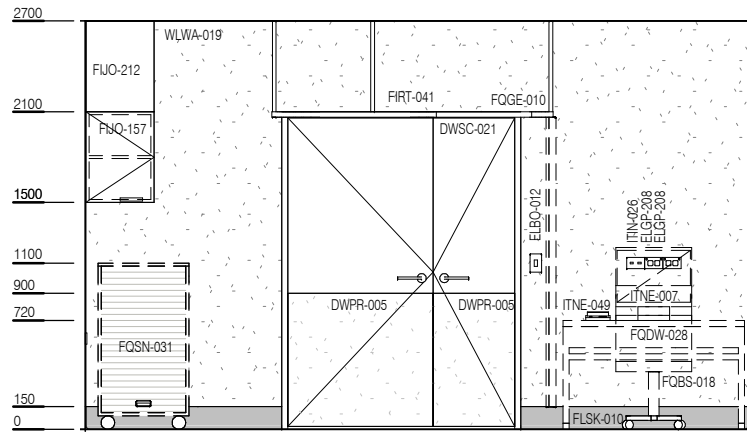 2700
WLWA-019
FIJO-212
FIRT-041
FQGE-010
2100
FIJO-157
DWSC-021
1500
ELBO-012
ITIN-026
ELGP-208
ELGP-208
1100
900
DWPR-005
DWPR-005
ITNE-049
ITNE-007
720
FQSN-031
FQDW-028
FQBS-018
150
FLSK-010
0